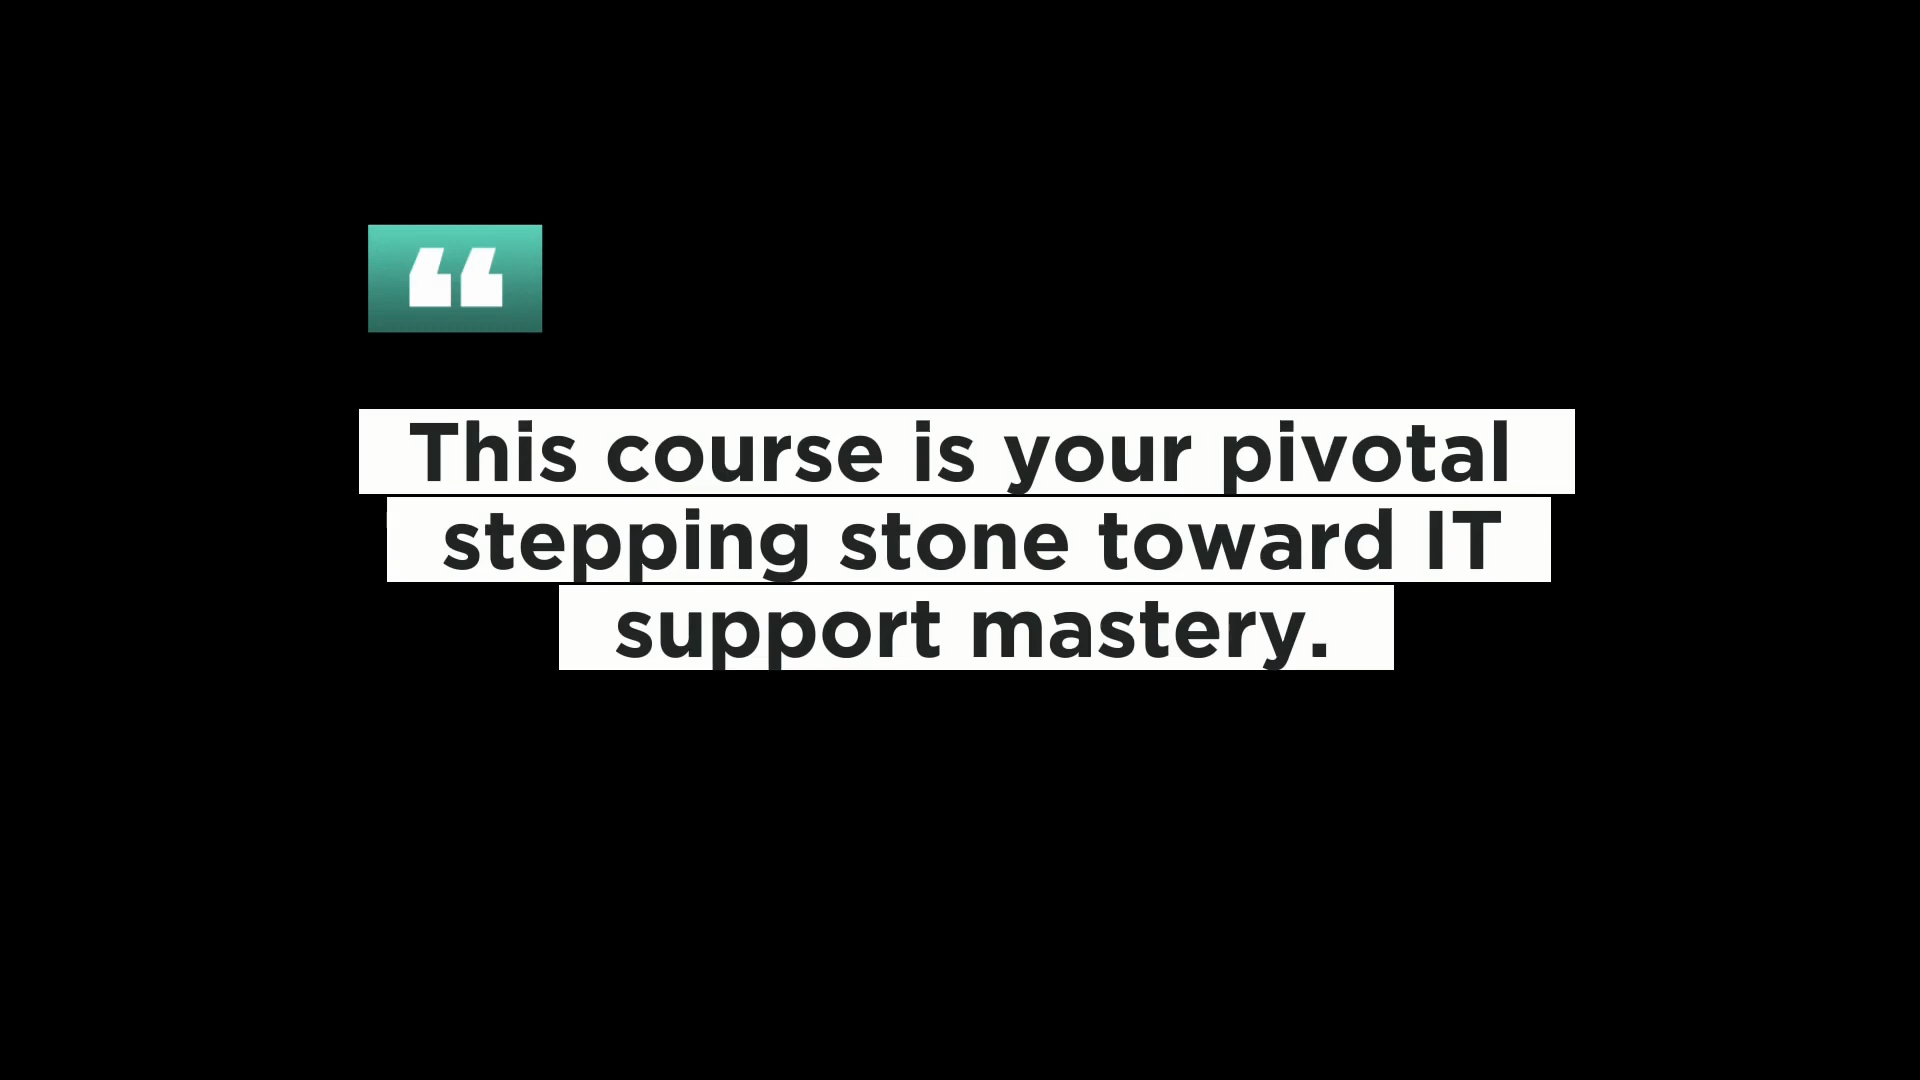 “
This course is your pivotal
stepping stone toward IT
support mastery.